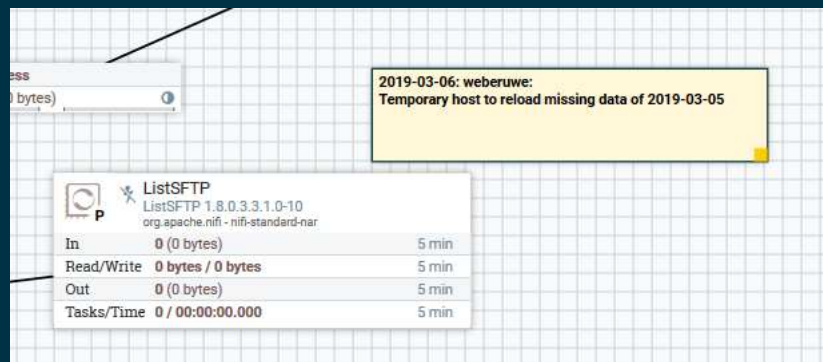 ess
0 bytes)
2019-03-06: weberuwe:
Temporary host to reload missing data of 2019-03-05
ListSFTP
ListSFTP 1.8.0.3.3.1.0-10
org.apache.nifi - nifi-standard-nar
P
In 0 (0 bytes) 5 min
Read/Write 0 bytes / 0 bytes 5 min
Out 0 (0 bytes) 5 min
Tasks/Time 0 / 00:00:00.000 5 min